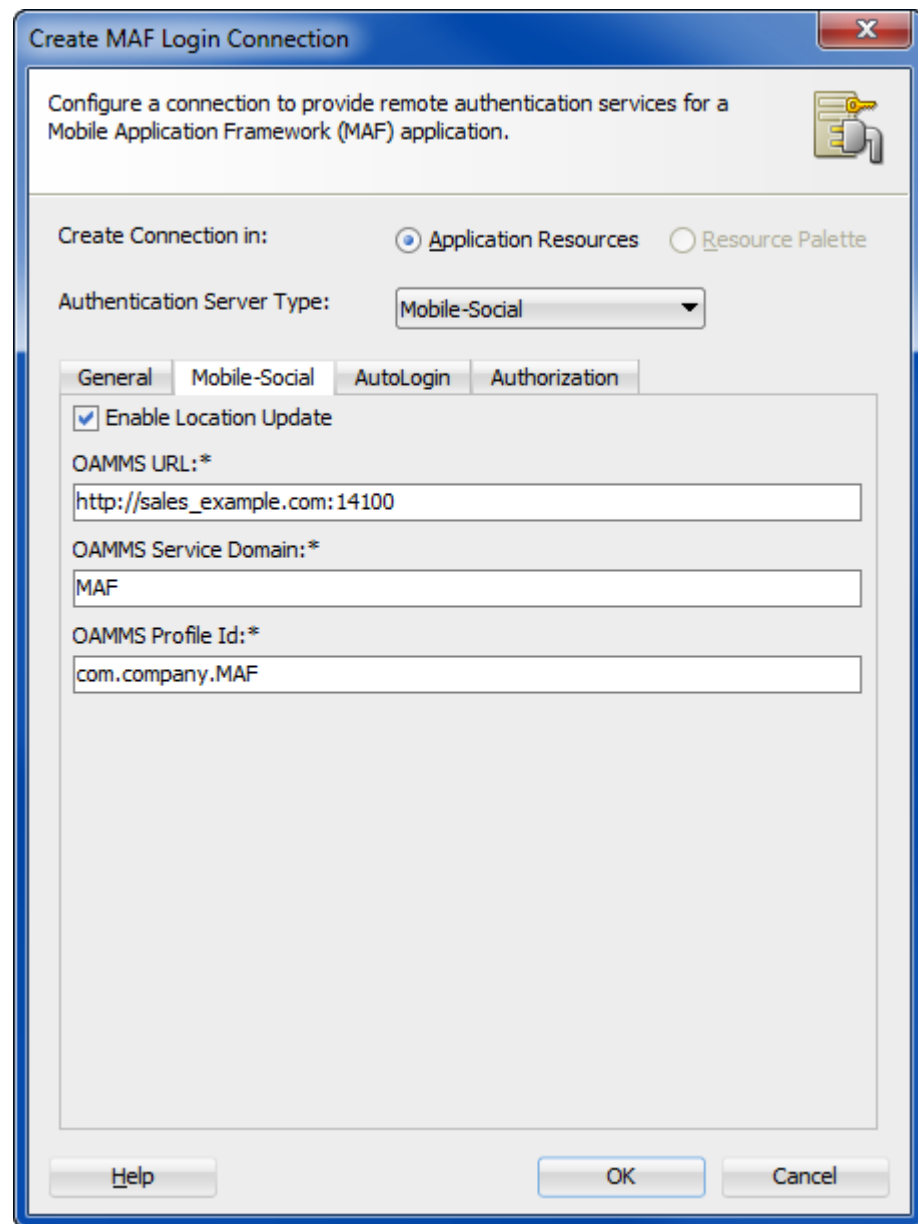 Create MAF Login Connection
X
Configure a connection to provide remote authentication services for a
Mobile Application Framework (MAF) application.
Create Connection in: Application Resources Resource Palette
Authentication Server Type: Mobile-Social
General Mobile-Social AutoLogin Authorization
Enable Location Update
OAMMS URL:*
http://sales_example.com:14100
OAMMS Service Domain:*
MAF
OAMMS Profile Id:*
com.company.MAF
Help OK Cancel